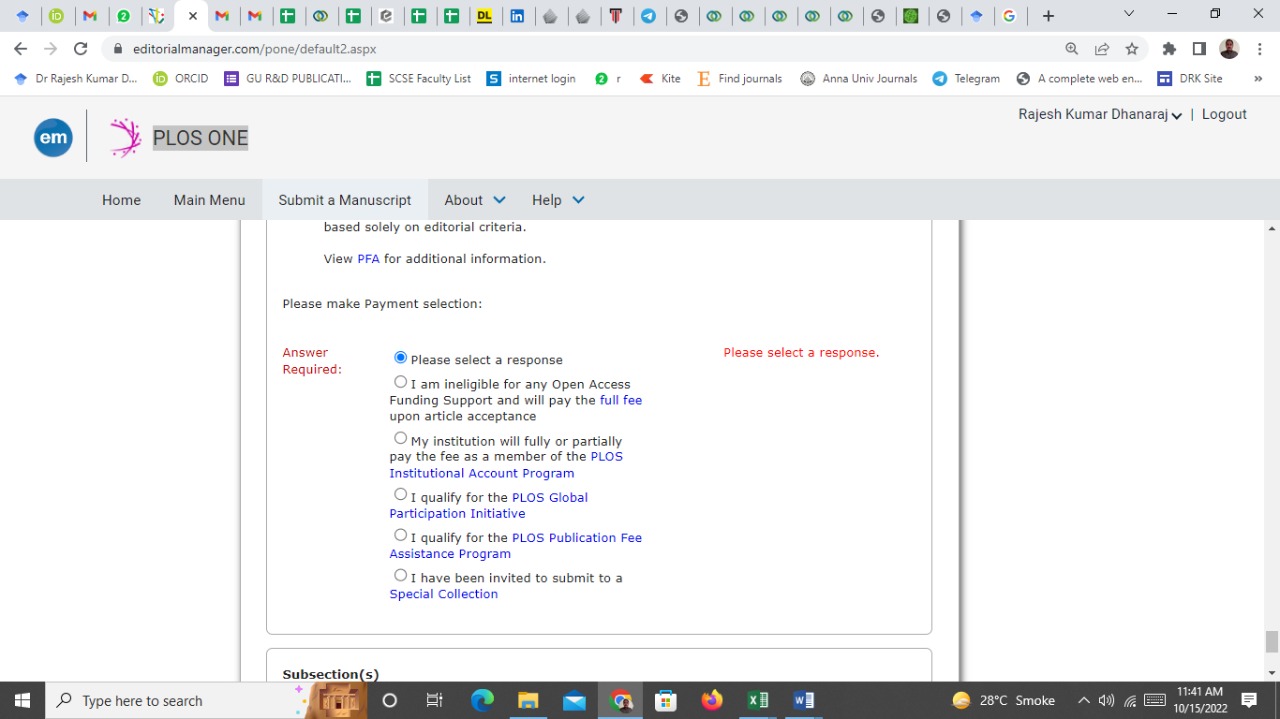 editorialmanager.com/pone/default2.aspx
Dr Rajesh Kumar D... ORCID GU R&D PUBLICATI... SCSE Faculty List internet login r Kite Find journals Anna Univ Journals Telegram A complete web en... DRK Site »
Rajesh Kumar Dhanaraj | Logout
em PLOS ONE
Home Main Menu Submit a Manuscript About Help
based solely on editorial criteria.
View PFA for additional information.
Please make Payment selection:
Answer
Required:
Please select a response
I am ineligible for any Open Access
Funding Support and will pay the full fee
upon article acceptance
My institution will fully or partially
pay the fee as a member of the PLOS
Institutional Account Program
I qualify for the PLOS Global
Participation Initiative
I qualify for the PLOS Publication Fee
Assistance Program
I have been invited to submit to a
Special Collection
Please select a response.
Subsection(s)
Type here to search
28°C Smoke
11:41 AM
10/15/2022